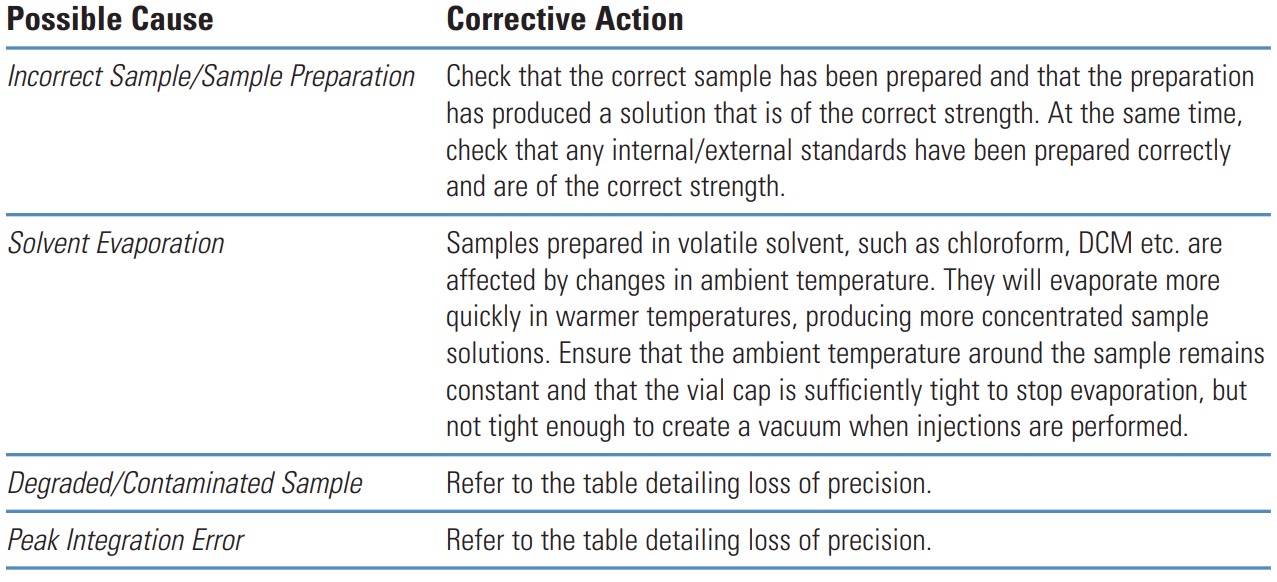 Possible Cause Corrective Action
Incorrect Sample/Sample Preparation Check that the correct sample has been prepared and that the preparation
has produced a solution that is of the correct strength. At the same time,
check that any internal/external standards have been prepared correctly
and are of the correct strength.
Solvent Evaporation Samples prepared in volatile solvent, such as chloroform, DCM etc. are
affected by changes in ambient temperature. They will evaporate more
quickly in warmer temperatures, producing more concentrated sample
solutions. Ensure that the ambient temperature around the sample remains
constant and that the vial cap is sufficiently tight to stop evaporation, but
not tight enough to create a vacuum when injections are performed.
Degraded/Contaminated Sample Refer to the table detailing loss of precision.
Peak Integration Error Refer to the table detailing loss of precision.